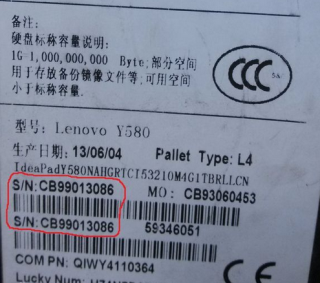 备注:
硬盘标称容量说明:
1G=1,000,000,000 Byte;部分空间
用于存放备份镜像文件等;可能
小于标称容量.
CCC
S&E
型号: Lenovo Y580
生产日期: 13/06/04 Pallet Type: L4
IdeaPadY580NAHGRTCI53210M4G1TBRLLCN
S/N:CB99013086 MO: CB93060453
S/N:CB99013086 59346051
COM PN: QIWY4110364
Lucky Num:
CE